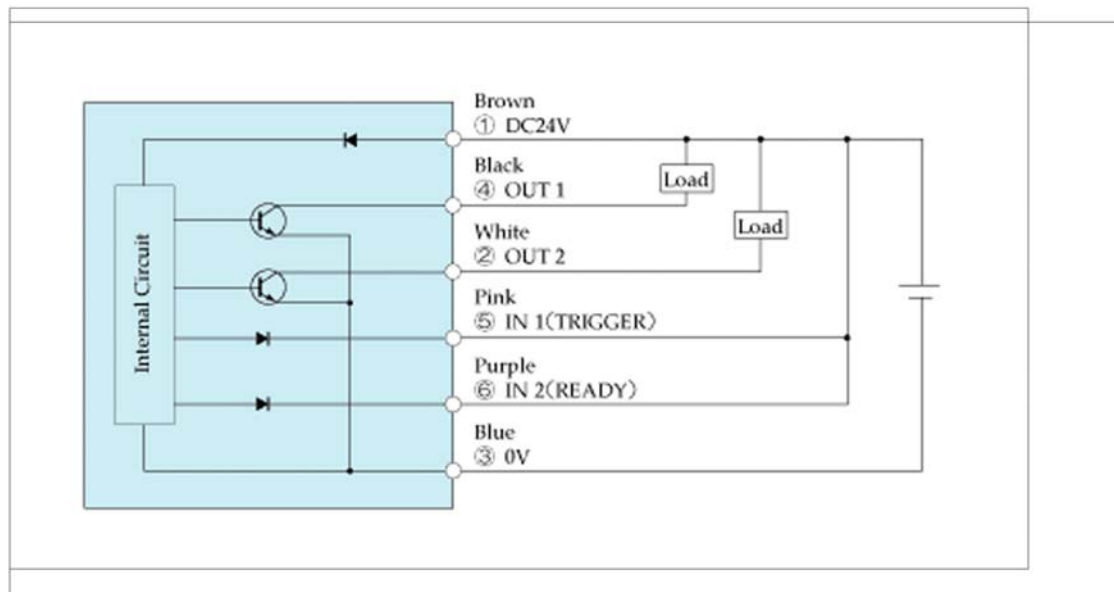 Brown
① DC24V
Black
④ OUT 1
Load
White
② OUT 2
Load
Pink
⑤ IN 1(TRIGGER)
Internal Circuit
Purple
⑥ IN 2(READY)
Blue
③ 0V